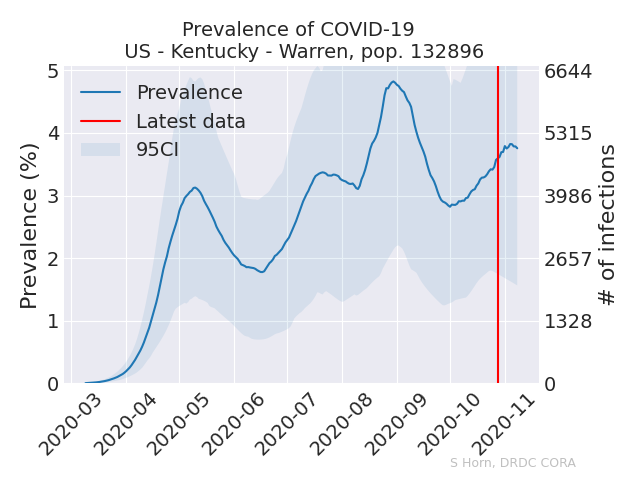 Prevalence of COVID-19
US - Kentucky - Warren, pop. 132896
Prevalence
Latest data
95CI
Prevalence (%)
5
4
3
2
1
0
6644
5315
3986
2657
1328
0
# of infections
2020-03
2020-04
2020-05
2020-06
2020-07
2020-08
2020-09
2020-10
2020-11
S Horn, DRDC CORA